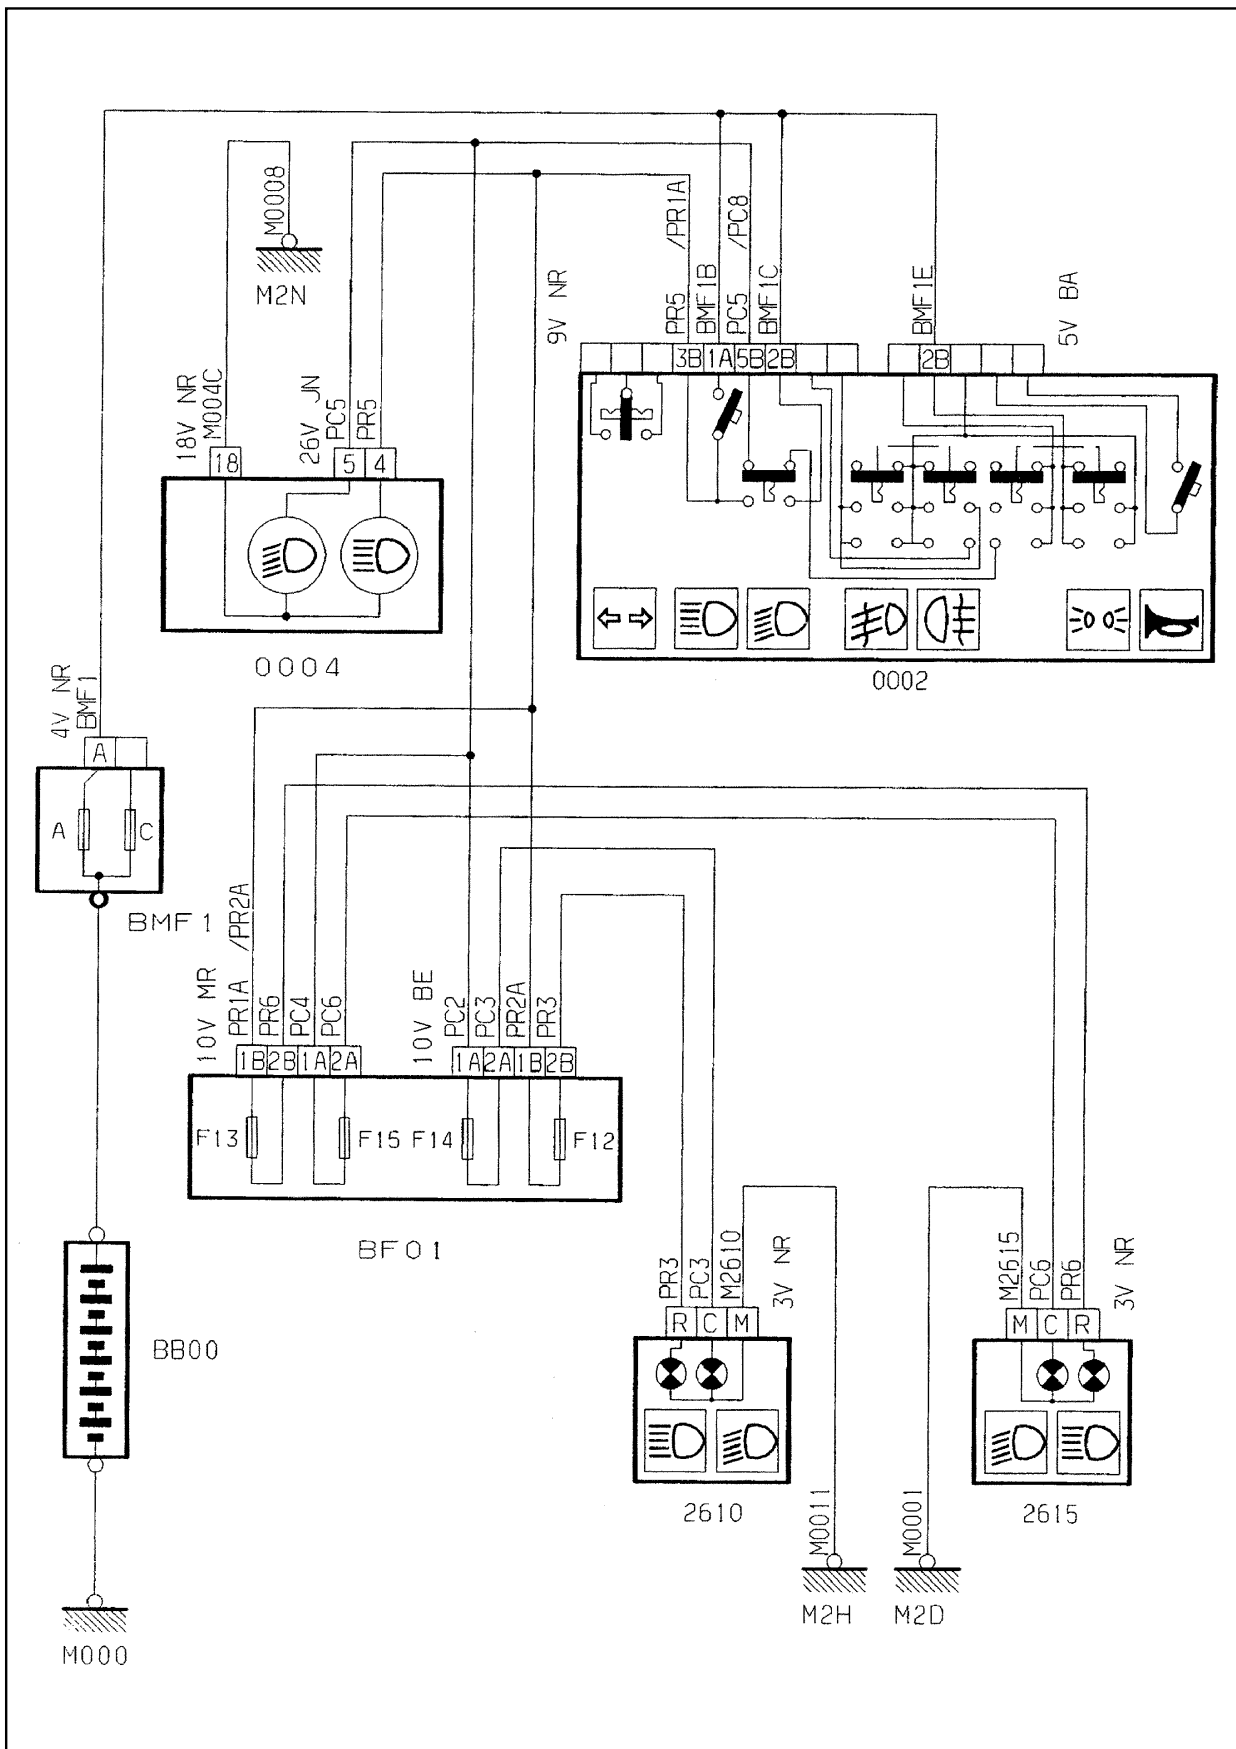 M0008
M2N
18V NR
M004C
26V JN
PC5
PR5
18
5
4
0004
9V NR
PR5 /PR1A
BMF1B
PC5 /PC8
BMF1C
BMF1E
5V BA
3B
1A
5B
2B
2B
0002
4V NR
BMF1
A
A
C
BMF1
10V MR
PR1A /PR2A
PR6
PC4
PC6
10V BE
PC2
PC3
PR2A
PR3
1B
2B
1A
2A
1A
2A
1B
2B
F13
F15
F14
F12
BF01
BB00
M000
PR3
PC3
M2610
3V NR
R
C
M
2610
M2615
PC6
PR6
3V NR
M
C
R
2615
M0011
M2H
M0001
M2D